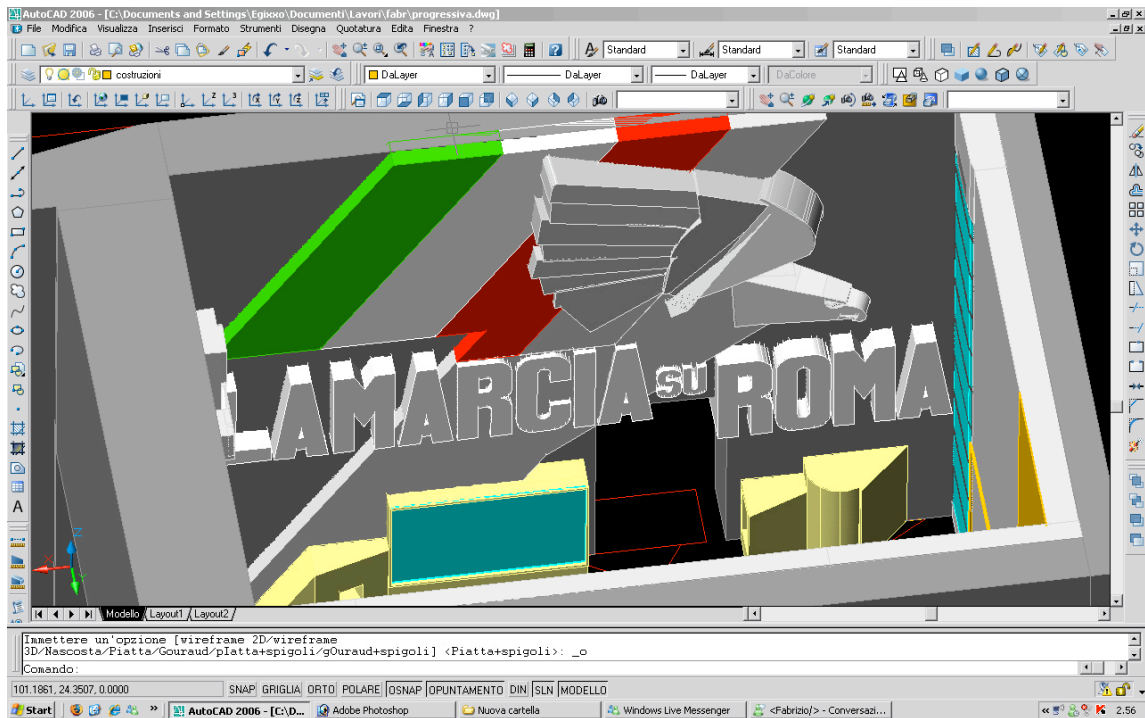 AutoCAD 2006 - [C:\Documents and Settings\Egixxo\Documenti\Lavori\fabr\progressiva.dwg]
File Modifica Visualizza Inserisci Formato Strumenti Disegna Quotatura Edita Finestra ?
Standard Standard Standard
costruzioni DaLayer DaLayer DaLayer DaColore
LA MARCIA SU ROMA
Z
X
Modello Layout1 Layout2
Immettere un'opzione [wireframe 2D/wireframe
3D/Nascosta/Piatta/Gouraud/pIatta+spigoli/gOuraud+spigoli] <Piatta+spigoli>: _o
Comando:
101.1861, 24.3507, 0.0000 SNAP GRIGLIA ORTO POLARE OSNAP OPUNTAMENTO DIN SLN MODELLO
Start » AutoCAD 2006 - [C:\D... Adobe Photoshop Nuova cartella Windows Live Messenger <Fabrizio/> - Conversazi... « 2.56